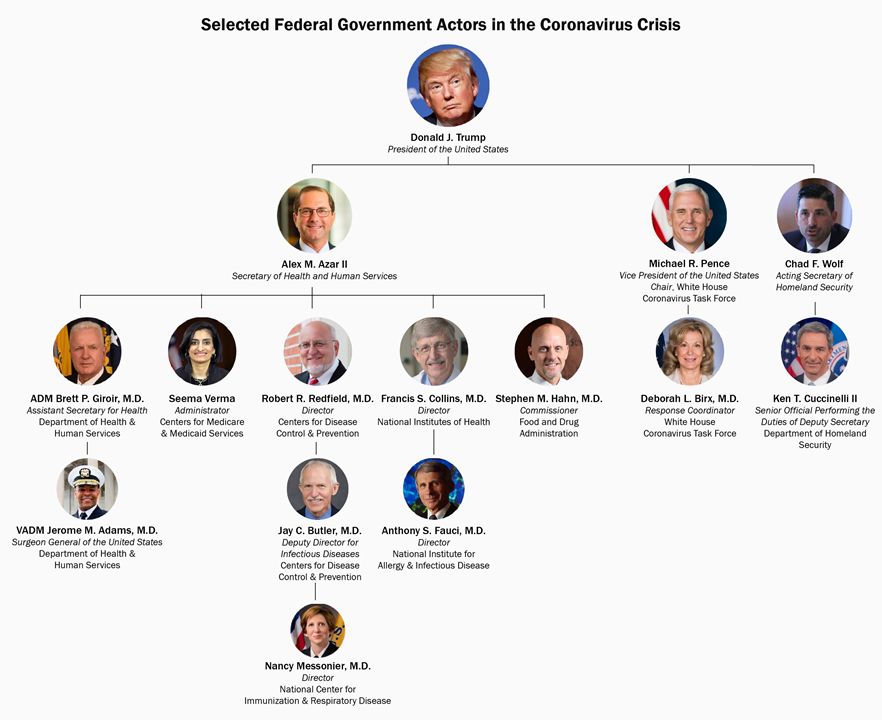 Selected Federal Government Actors in the Coronavirus Crisis
Donald J. Trump
President of the United States
Alex M. Azar II
Secretary of Health and Human Services
Michael R. Pence
Vice President of the United States
Chair, White House
Coronavirus Task Force
Chad F. Wolf
Acting Secretary of
Homeland Security
ADM Brett P. Giroir, M.D.
Assistant Secretary for Health
Department of Health &
Human Services
Seema Verma
Administrator
Centers for Medicare
& Medicaid Services
Robert R. Redfield, M.D.
Director
Centers for Disease
Control & Prevention
Francis S. Collins, M.D.
Director
National Institutes of Health
Stephen M. Hahn, M.D.
Commissioner
Food and Drug
Administration
Deborah L. Birx, M.D.
Response Coordinator
White House
Coronavirus Task Force
Ken T. Cuccinelli II
Senior Official Performing the
Duties of Deputy Secretary
Department of Homeland
Security
VADM Jerome M. Adams, M.D.
Surgeon General of the United States
Department of Health &
Human Services
Jay C. Butler, M.D.
Deputy Director for
Infectious Diseases
Centers for Disease
Control & Prevention
Anthony S. Fauci, M.D.
Director
National Institute for
Allergy & Infectious Disease
Nancy Messonier, M.D.
Director
National Center for
Immunization & Respiratory Disease